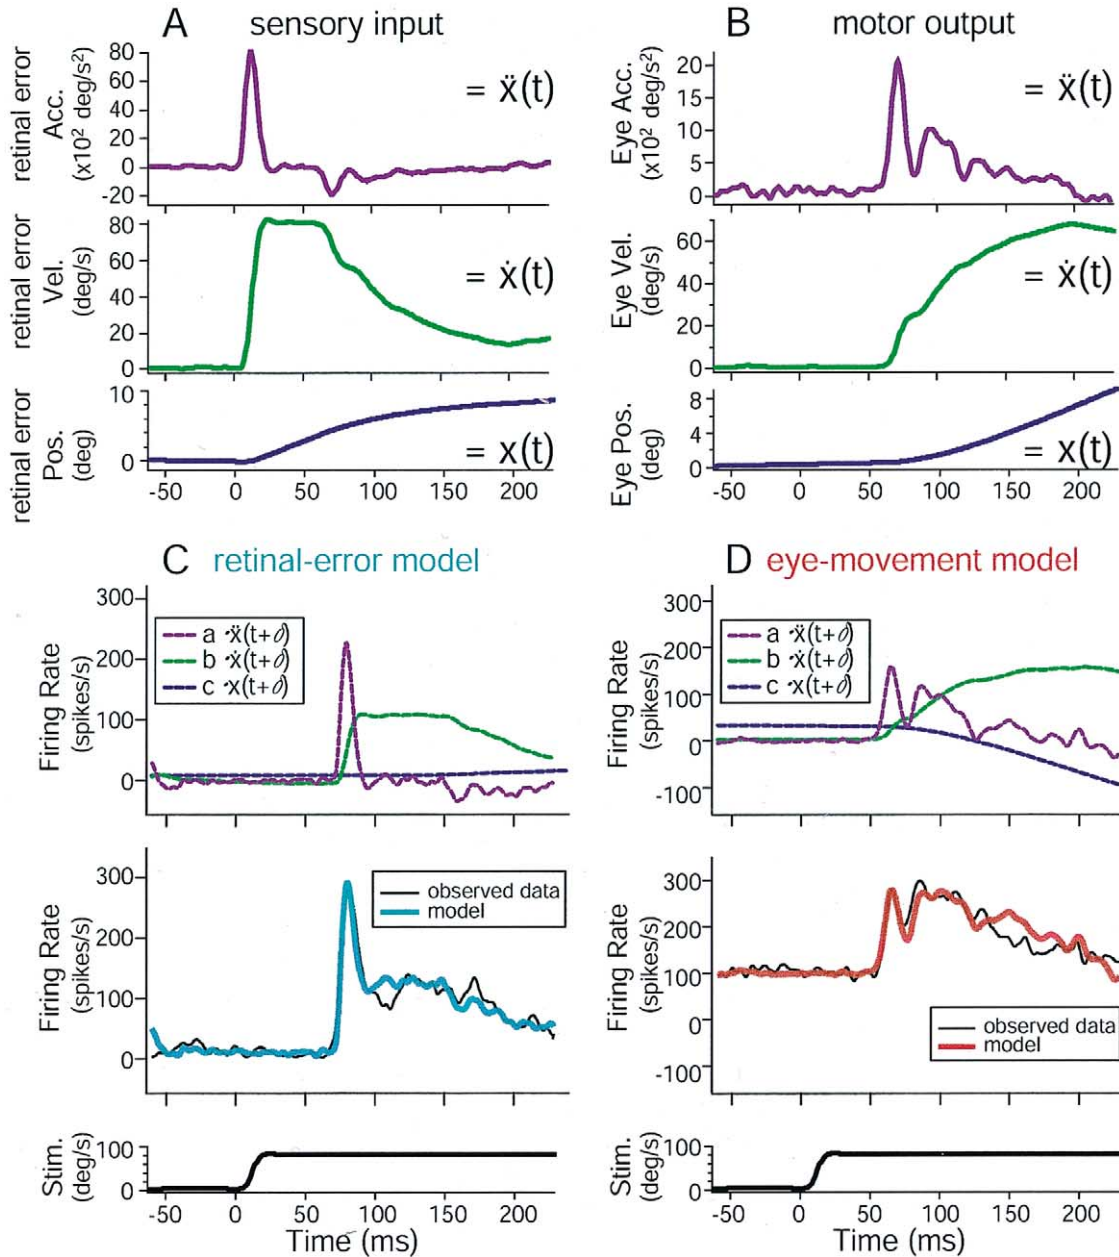 A sensory input
retinal error
Acc.
(x10² deg/s²)
80
60
40
20
0
-20
= ẍ(t)
retinal error
Vel.
(deg/s)
80
60
40
20
0
= ẋ(t)
retinal error
Pos.
(deg)
10
0
= x(t)
-50 0 50 100 150 200
B motor output
Eye Acc.
(x10² deg/s²)
20
15
10
5
0
= ẍ(t)
Eye Vel.
(deg/s)
60
40
20
0
= ẋ(t)
Eye Pos.
(deg)
8
4
0
= x(t)
-50 0 50 100 150 200
C retinal-error model
Firing Rate
(spikes/s)
300
200
100
0
a ·ẍ(t+∂)
b ·ẋ(t+∂)
c ·x(t+∂)
Firing Rate
(spikes/s)
300
200
100
0
observed data
model
Stim.
(deg/s)
100
0
-50 0 50 100 150 200
Time (ms)
D eye-movement model
Firing Rate
(spikes/s)
300
200
100
0
-100
a ·ẍ(t+∂)
b ·ẋ(t+∂)
c ·x(t+∂)
Firing Rate
(spikes/s)
300
200
100
0
-100
observed data
model
Stim.
(deg/s)
100
0
-50 0 50 100 150 200
Time (ms)